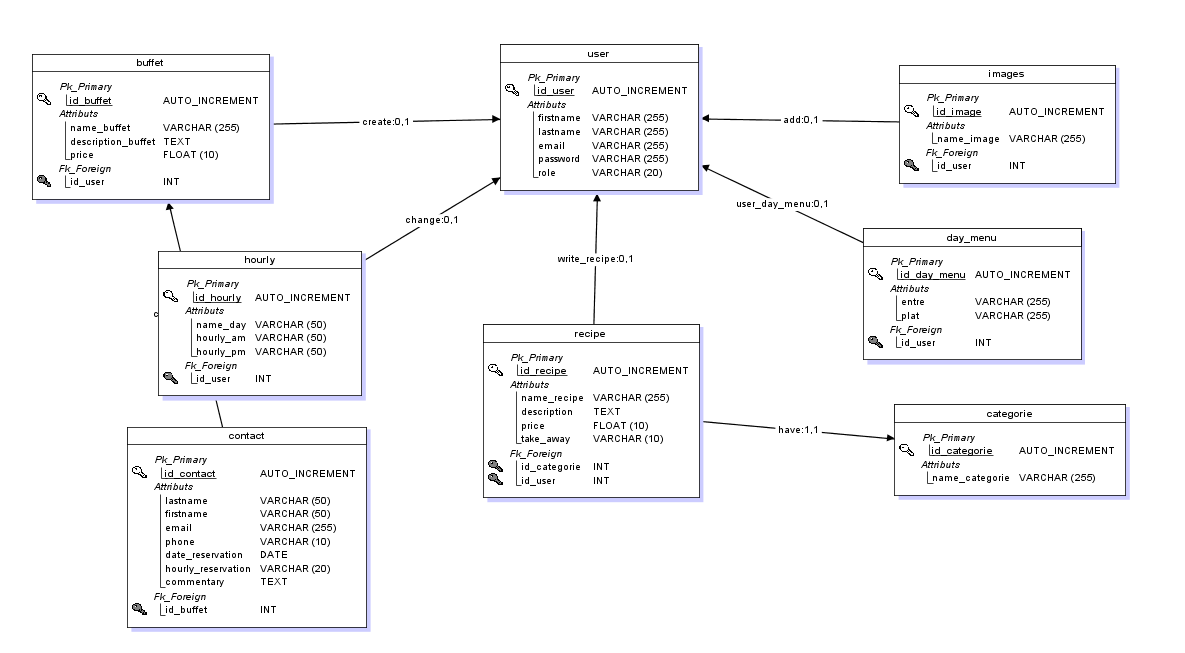 buffet
Pk_Primary
id_buffet AUTO_INCREMENT
Attributs
name_buffet VARCHAR (255)
description_buffet TEXT
price FLOAT (10)
Fk_Foreign
id_user INT
create:0,1
user
Pk_Primary
id_user AUTO_INCREMENT
Attributs
firstname VARCHAR (255)
lastname VARCHAR (255)
email VARCHAR (255)
password VARCHAR (255)
role VARCHAR (20)
add:0,1
images
Pk_Primary
id_image AUTO_INCREMENT
Attributs
name_image VARCHAR (255)
Fk_Foreign
id_user INT
change:0,1
user_day_menu:0,1
write_recipe:0,1
hourly
Pk_Primary
id_hourly AUTO_INCREMENT
Attributs
name_day VARCHAR (50)
hourly_am VARCHAR (50)
hourly_pm VARCHAR (50)
Fk_Foreign
id_user INT
day_menu
Pk_Primary
id_day_menu AUTO_INCREMENT
Attributs
entre VARCHAR (255)
plat VARCHAR (255)
Fk_Foreign
id_user INT
recipe
Pk_Primary
id_recipe AUTO_INCREMENT
Attributs
name_recipe VARCHAR (255)
description TEXT
price FLOAT (10)
take_away VARCHAR (10)
Fk_Foreign
id_categorie INT
id_user INT
have:1,1
categorie
Pk_Primary
id_categorie AUTO_INCREMENT
Attributs
name_categorie VARCHAR (255)
contact
Pk_Primary
id_contact AUTO_INCREMENT
Attributs
lastname VARCHAR (50)
firstname VARCHAR (50)
email VARCHAR (255)
phone VARCHAR (10)
date_reservation DATE
hourly_reservation VARCHAR (20)
commentary TEXT
Fk_Foreign
id_buffet INT